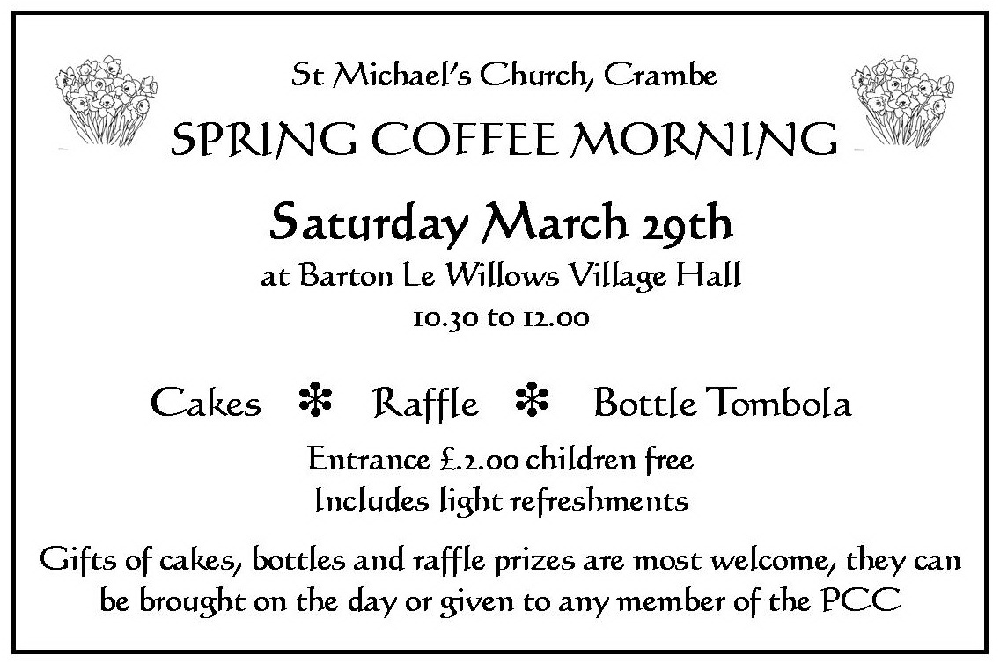 St Michael's Church, Crambe
SPRING COFFEE MORNING
Saturday March 29th
at Barton Le Willows Village Hall
10.30 to 12.00
Cakes ❇ Raffle ❇ Bottle Tombola
Entrance £.2.00 children free
Includes light refreshments
Gifts of cakes, bottles and raffle prizes are most welcome, they can
be brought on the day or given to any member of the PCC